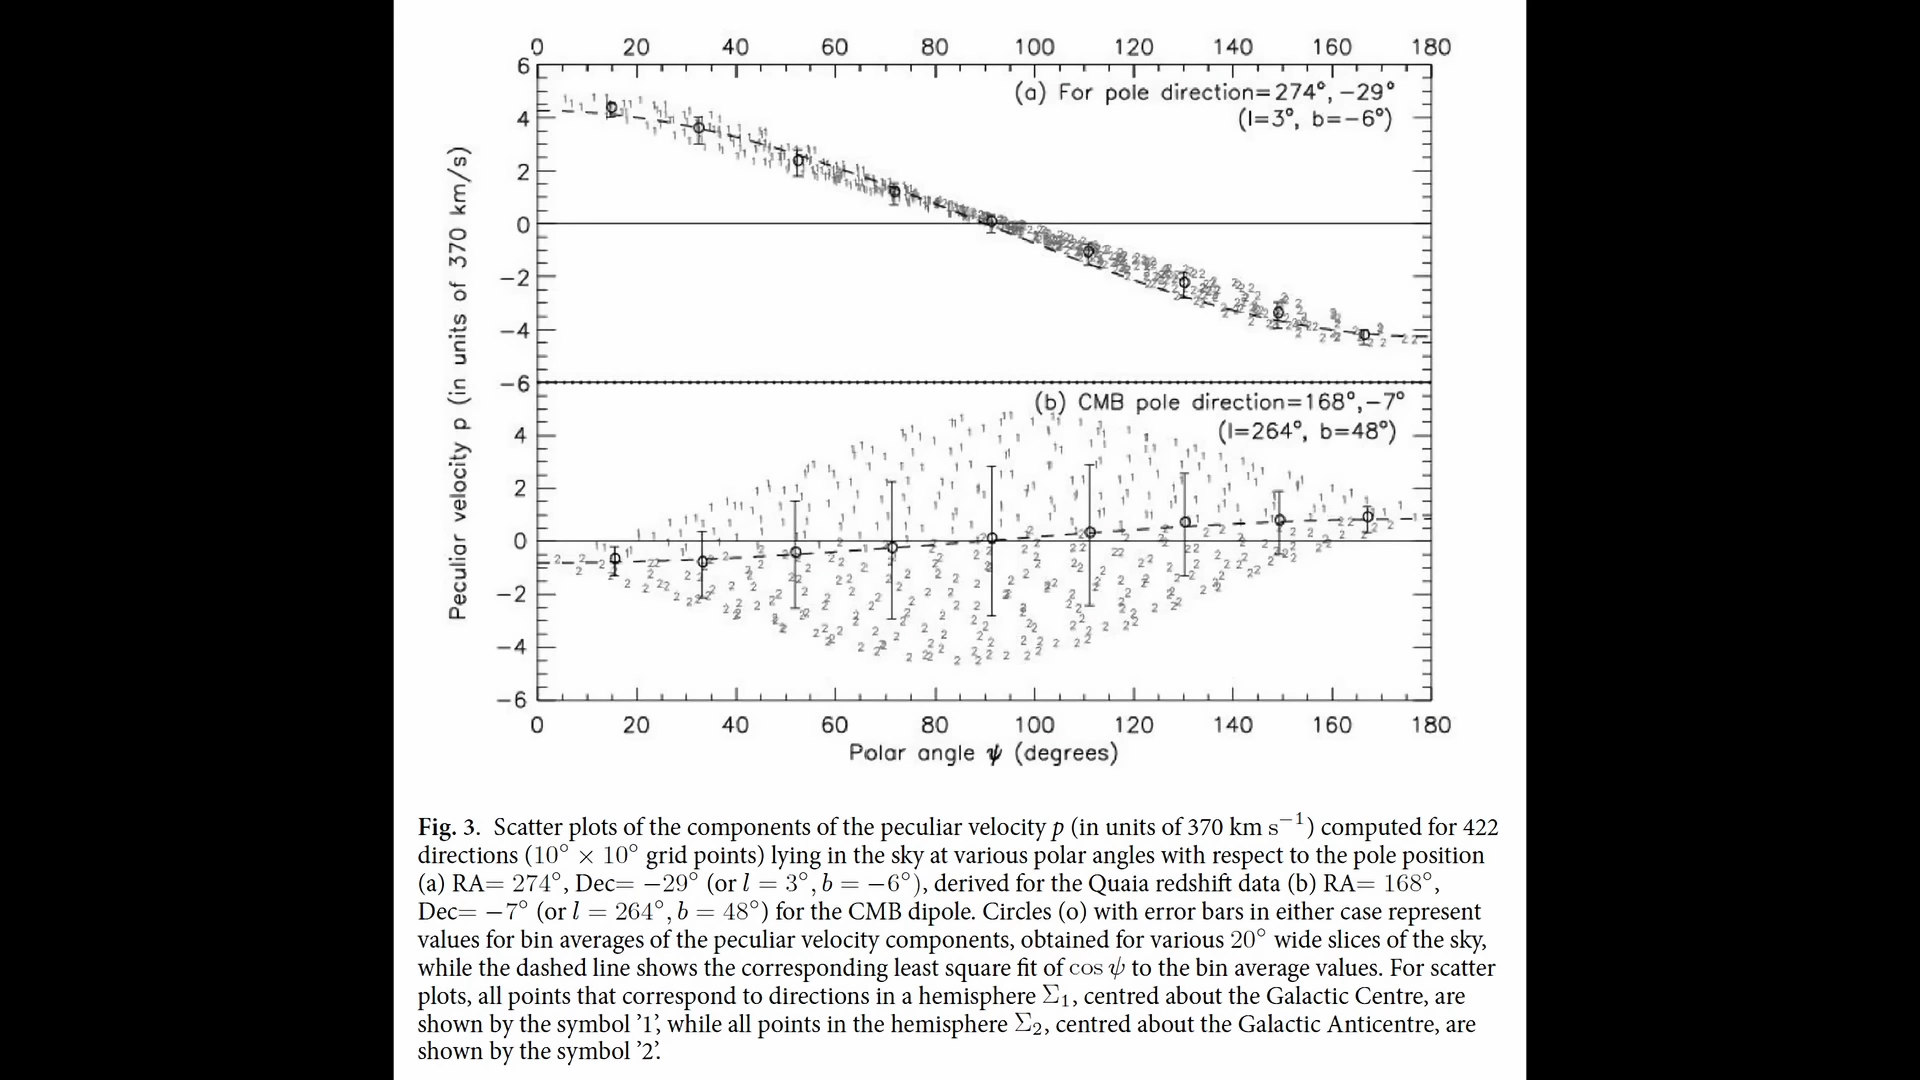 0 20 40 60 80 100 120 140 160 180
(a) For pole direction=274°,−29°
(l=3°, b=−6°)
6
4
2
0
−2
−4
−6
(b) CMB pole direction=168°,−7°
(l=264°, b=48°)
4
2
0
−2
−4
−6
Peculiar velocity p (in units of 370 km/s)
0 20 40 60 80 100 120 140 160 180
Polar angle ψ (degrees)
Fig. 3. Scatter plots of the components of the peculiar velocity p (in units of 370 km s−1) computed for 422
directions (10° × 10° grid points) lying in the sky at various polar angles with respect to the pole position
(a) RA= 274°, Dec= −29° (or l = 3°, b = −6°), derived for the Quaia redshift data (b) RA= 168°,
Dec= −7° (or l = 264°, b = 48°) for the CMB dipole. Circles (o) with error bars in either case represent
values for bin averages of the peculiar velocity components, obtained for various 20° wide slices of the sky,
while the dashed line shows the corresponding least square fit of cos ψ to the bin average values. For scatter
plots, all points that correspond to directions in a hemisphere Σ1, centred about the Galactic Centre, are
shown by the symbol '1', while all points in the hemisphere Σ2, centred about the Galactic Anticentre, are
shown by the symbol '2'.